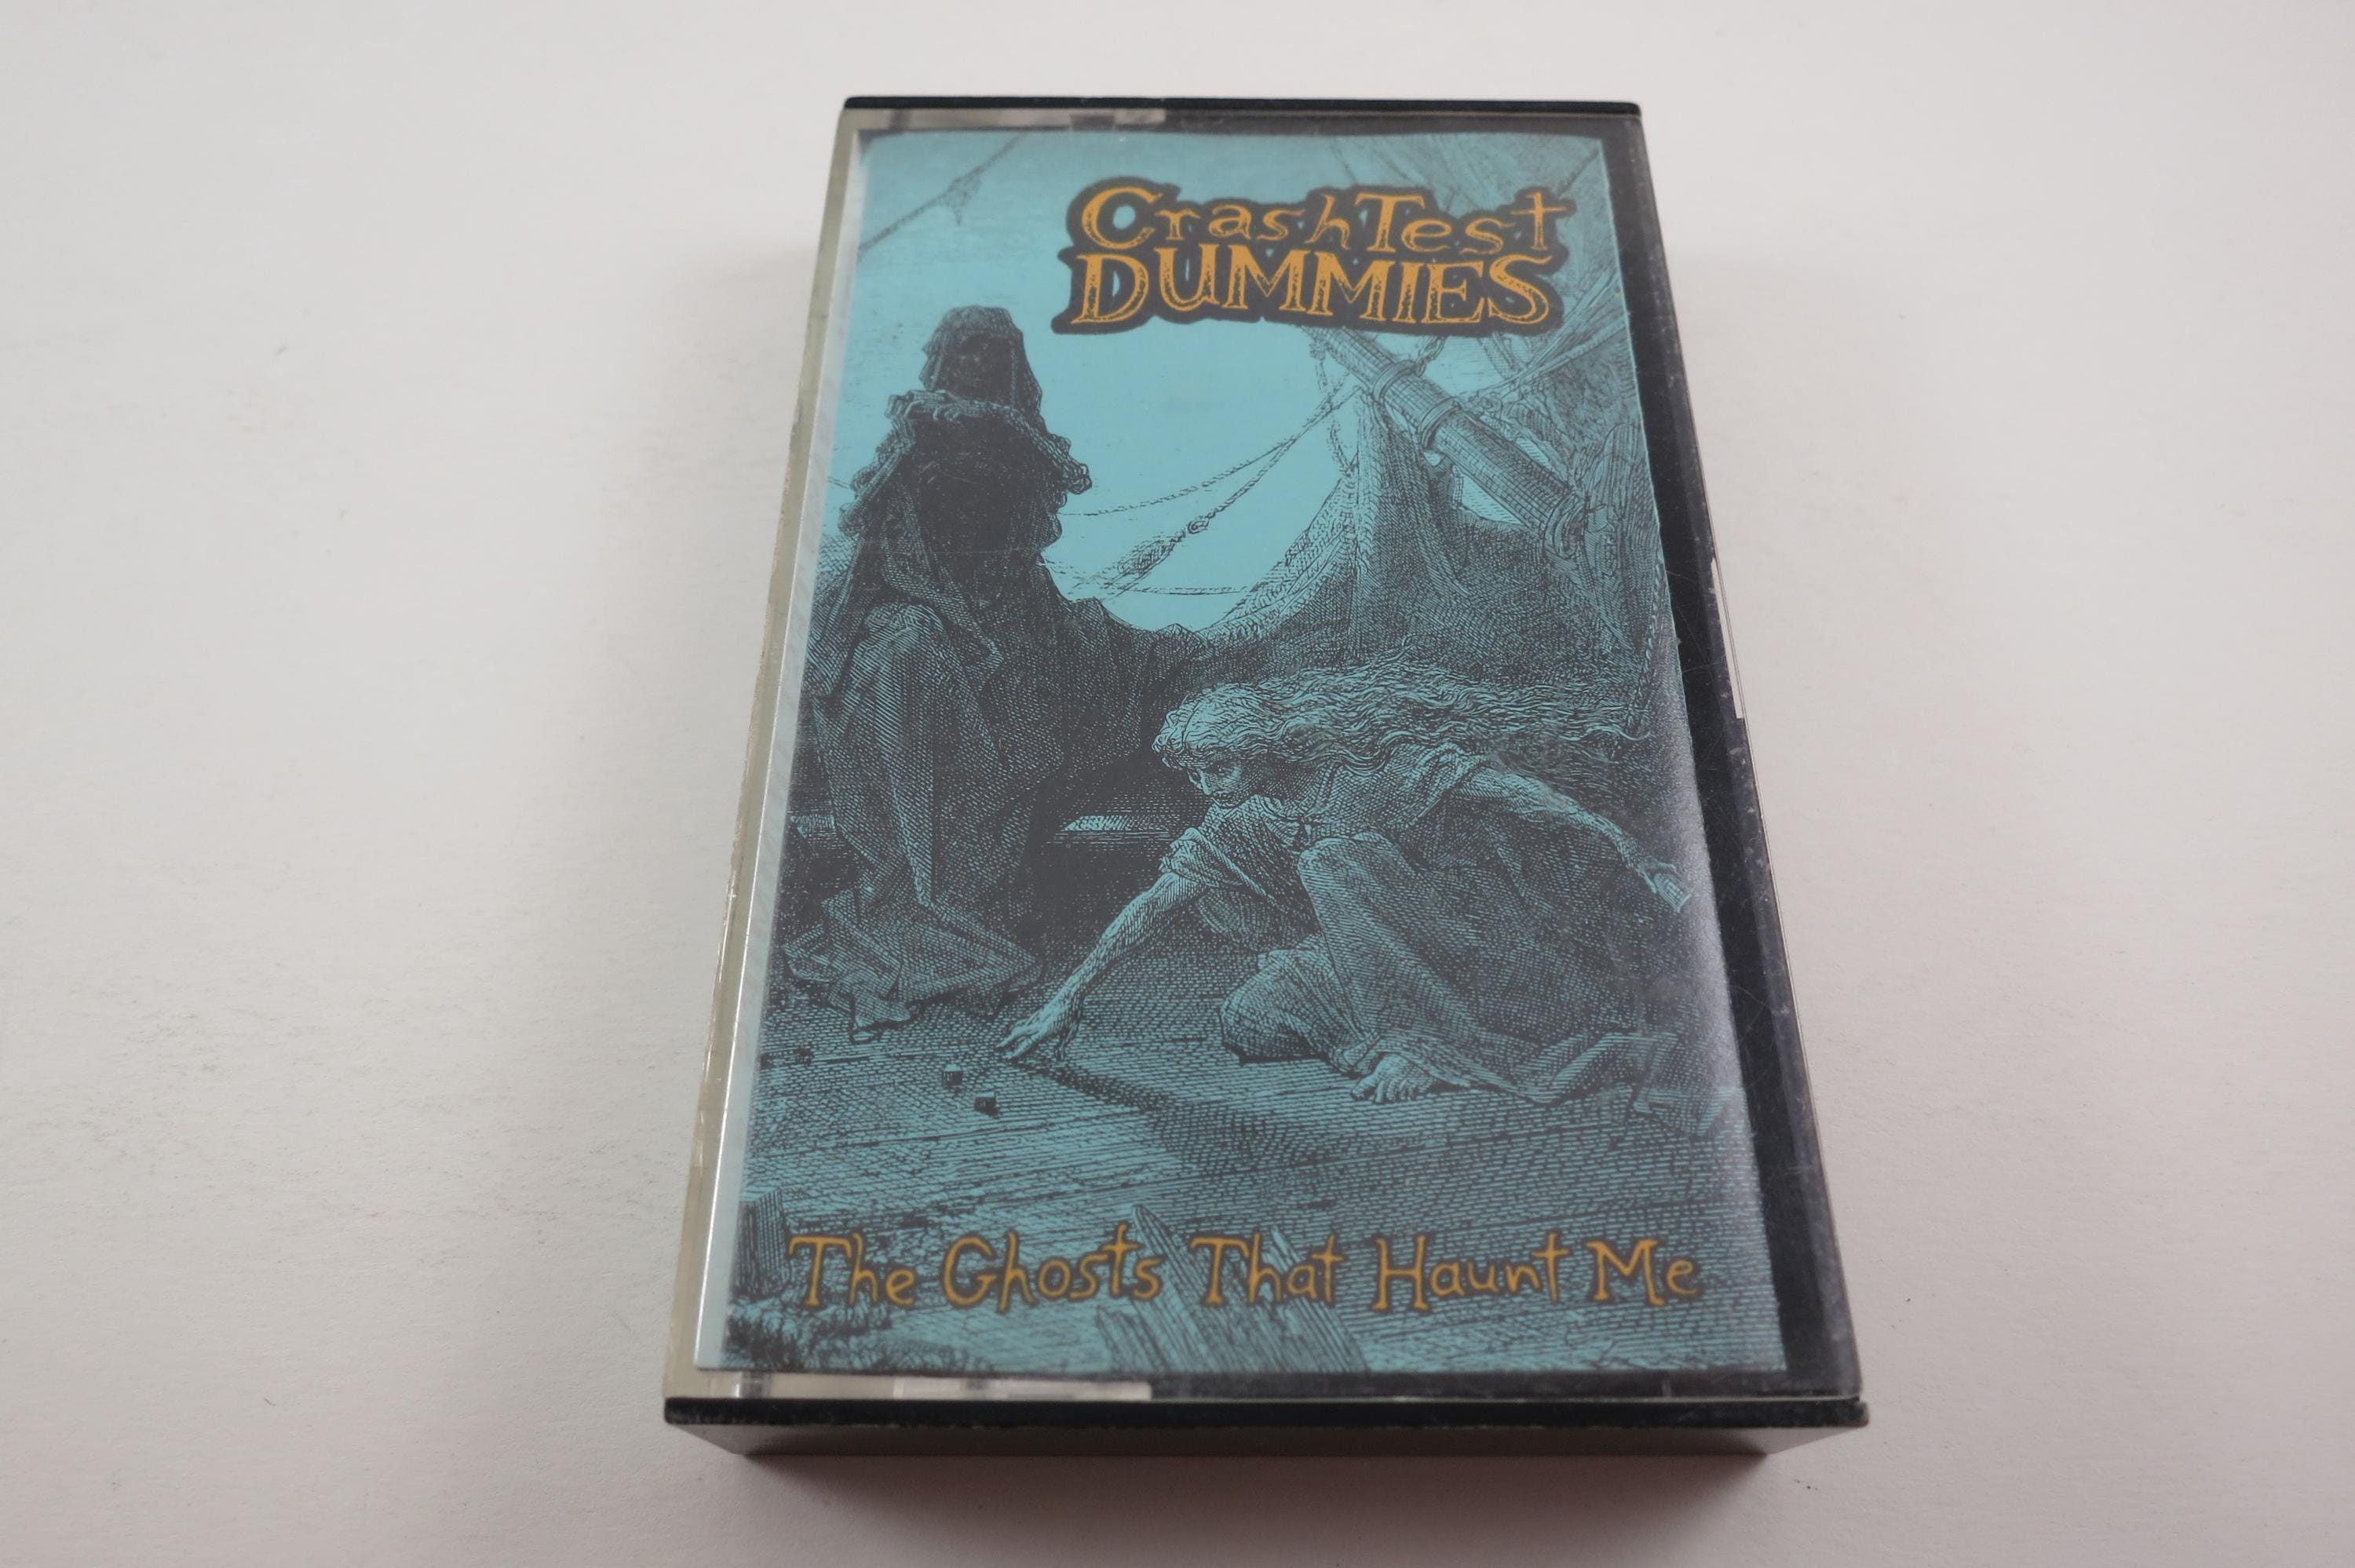 Crash Test
DUMMIES
The Ghosts That Haunt Me